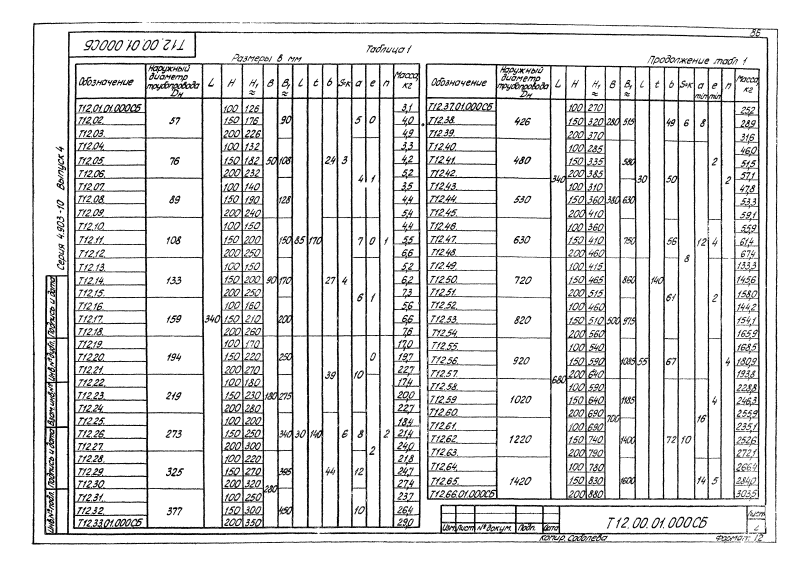 56
Т12.00.01.000СБ
Таблица 1
Размеры в мм
Продолжение табл 1
Обозначение Наружный диаметр трубопровода Dн L H H₁ ≈ B B₁ ≈ l t b S=к a e n Масса, кг
Т12.01.01.000СБ 100 126 3,1
Т12.02. 57 150 176 90 5 0 4,0
Т12.03. 200 226 4,9
Т12.04. 100 132 3,3
Т12.05. 76 150 182 50 108 24 3 4,2
Т12.06. 200 232 4 1 5,2
Т12.07. 100 140 3,5
Т12.08. 89 150 190 128 4,4
Т12.09. 200 240 5,4
Т12.10. 100 150 4,4
Т12.11. 108 150 200 150 85 170 7 0 1 5,5
Т12.12. 200 250 6,6
Т12.13. 100 150 5,2
Т12.14. 133 150 200 90 170 27 4 6,2
Т12.15. 200 250 6 1 7,3
Т12.16. 100 160 5,6
Т12.17. 159 340 150 210 200 6,6
Т12.18. 200 260 7,6
Т12.19. 100 170 17,0
Т12.20. 194 150 220 250 0 19,7
Т12.21. 200 270 39 10 22,7
Т12.22. 100 180 17,4
Т12.23. 219 150 230 180 275 20,0
Т12.24. 200 280 22,7
Т12.25. 100 200 18,4
Т12.26. 273 150 250 340 30 140 6 8 2 21,4
Т12.27. 200 300 2 24,0
Т12.28. 100 220 21,8
Т12.29. 325 150 270 395 44 12 24,7
Т12.30. 200 320 280 27,4
Т12.31. 100 250 23,7
Т12.32. 377 150 300 450 10 26,4
Т12.33.01.000СБ 200 350 29,0
Обозначение Наружный диаметр трубопровода Dн L H H₁ ≈ B B₁ ≈ l t b S=к a min e min n Масса, кг
Т12.37.01.000СБ 100 270 25,2
Т12.38. 426 150 320 280 515 49 6 8 28,9
Т12.39. 200 370 31,6
Т12.40. 100 285 46,0
Т12.41. 480 150 335 580 2 51,5
Т12.42. 340 200 385 30 50 2 57,1
Т12.43. 100 310 47,8
Т12.44. 530 150 360 380 630 53,3
Т12.45. 200 410 59,1
Т12.46. 100 360 55,9
Т12.47. 630 150 410 750 56 12 4 61,4
Т12.48. 200 460 8 67,4
Т12.49. 100 415 133,3
Т12.50. 720 150 465 860 140 145,6
Т12.51. 200 515 61 2 158,0
Т12.52. 100 460 144,2
Т12.53. 820 150 510 500 975 154,1
Т12.54. 200 560 165,9
Т12.55. 100 540 168,5
Т12.56. 920 150 590 1085 55 67 4 180,9
Т12.57. 680 200 640 193,8
Т12.58. 100 590 228,8
Т12.59 1020 150 640 1185 4 246,3
Т12.60. 200 690 700 16 255,9
Т12.61. 100 690 235,1
Т12.62 1220 150 740 1400 72 10 252,6
Т12.63. 200 790 272,1
Т12.64. 100 780 266,4
Т12.65. 1420 150 830 1600 14 5 284,0
Т12.66.01.000СБ 200 880 303,5
Серия 4.903-10 Выпуск 4
Инв.№ подл. Подпись и дата Взам.инв.№ Инв.№ дубл. Подпись и дата
Изм. Лист № докум. Подп. Дата
Т12.00.01.000СБ
Лист
2
Копир. Соболева
Формат 12